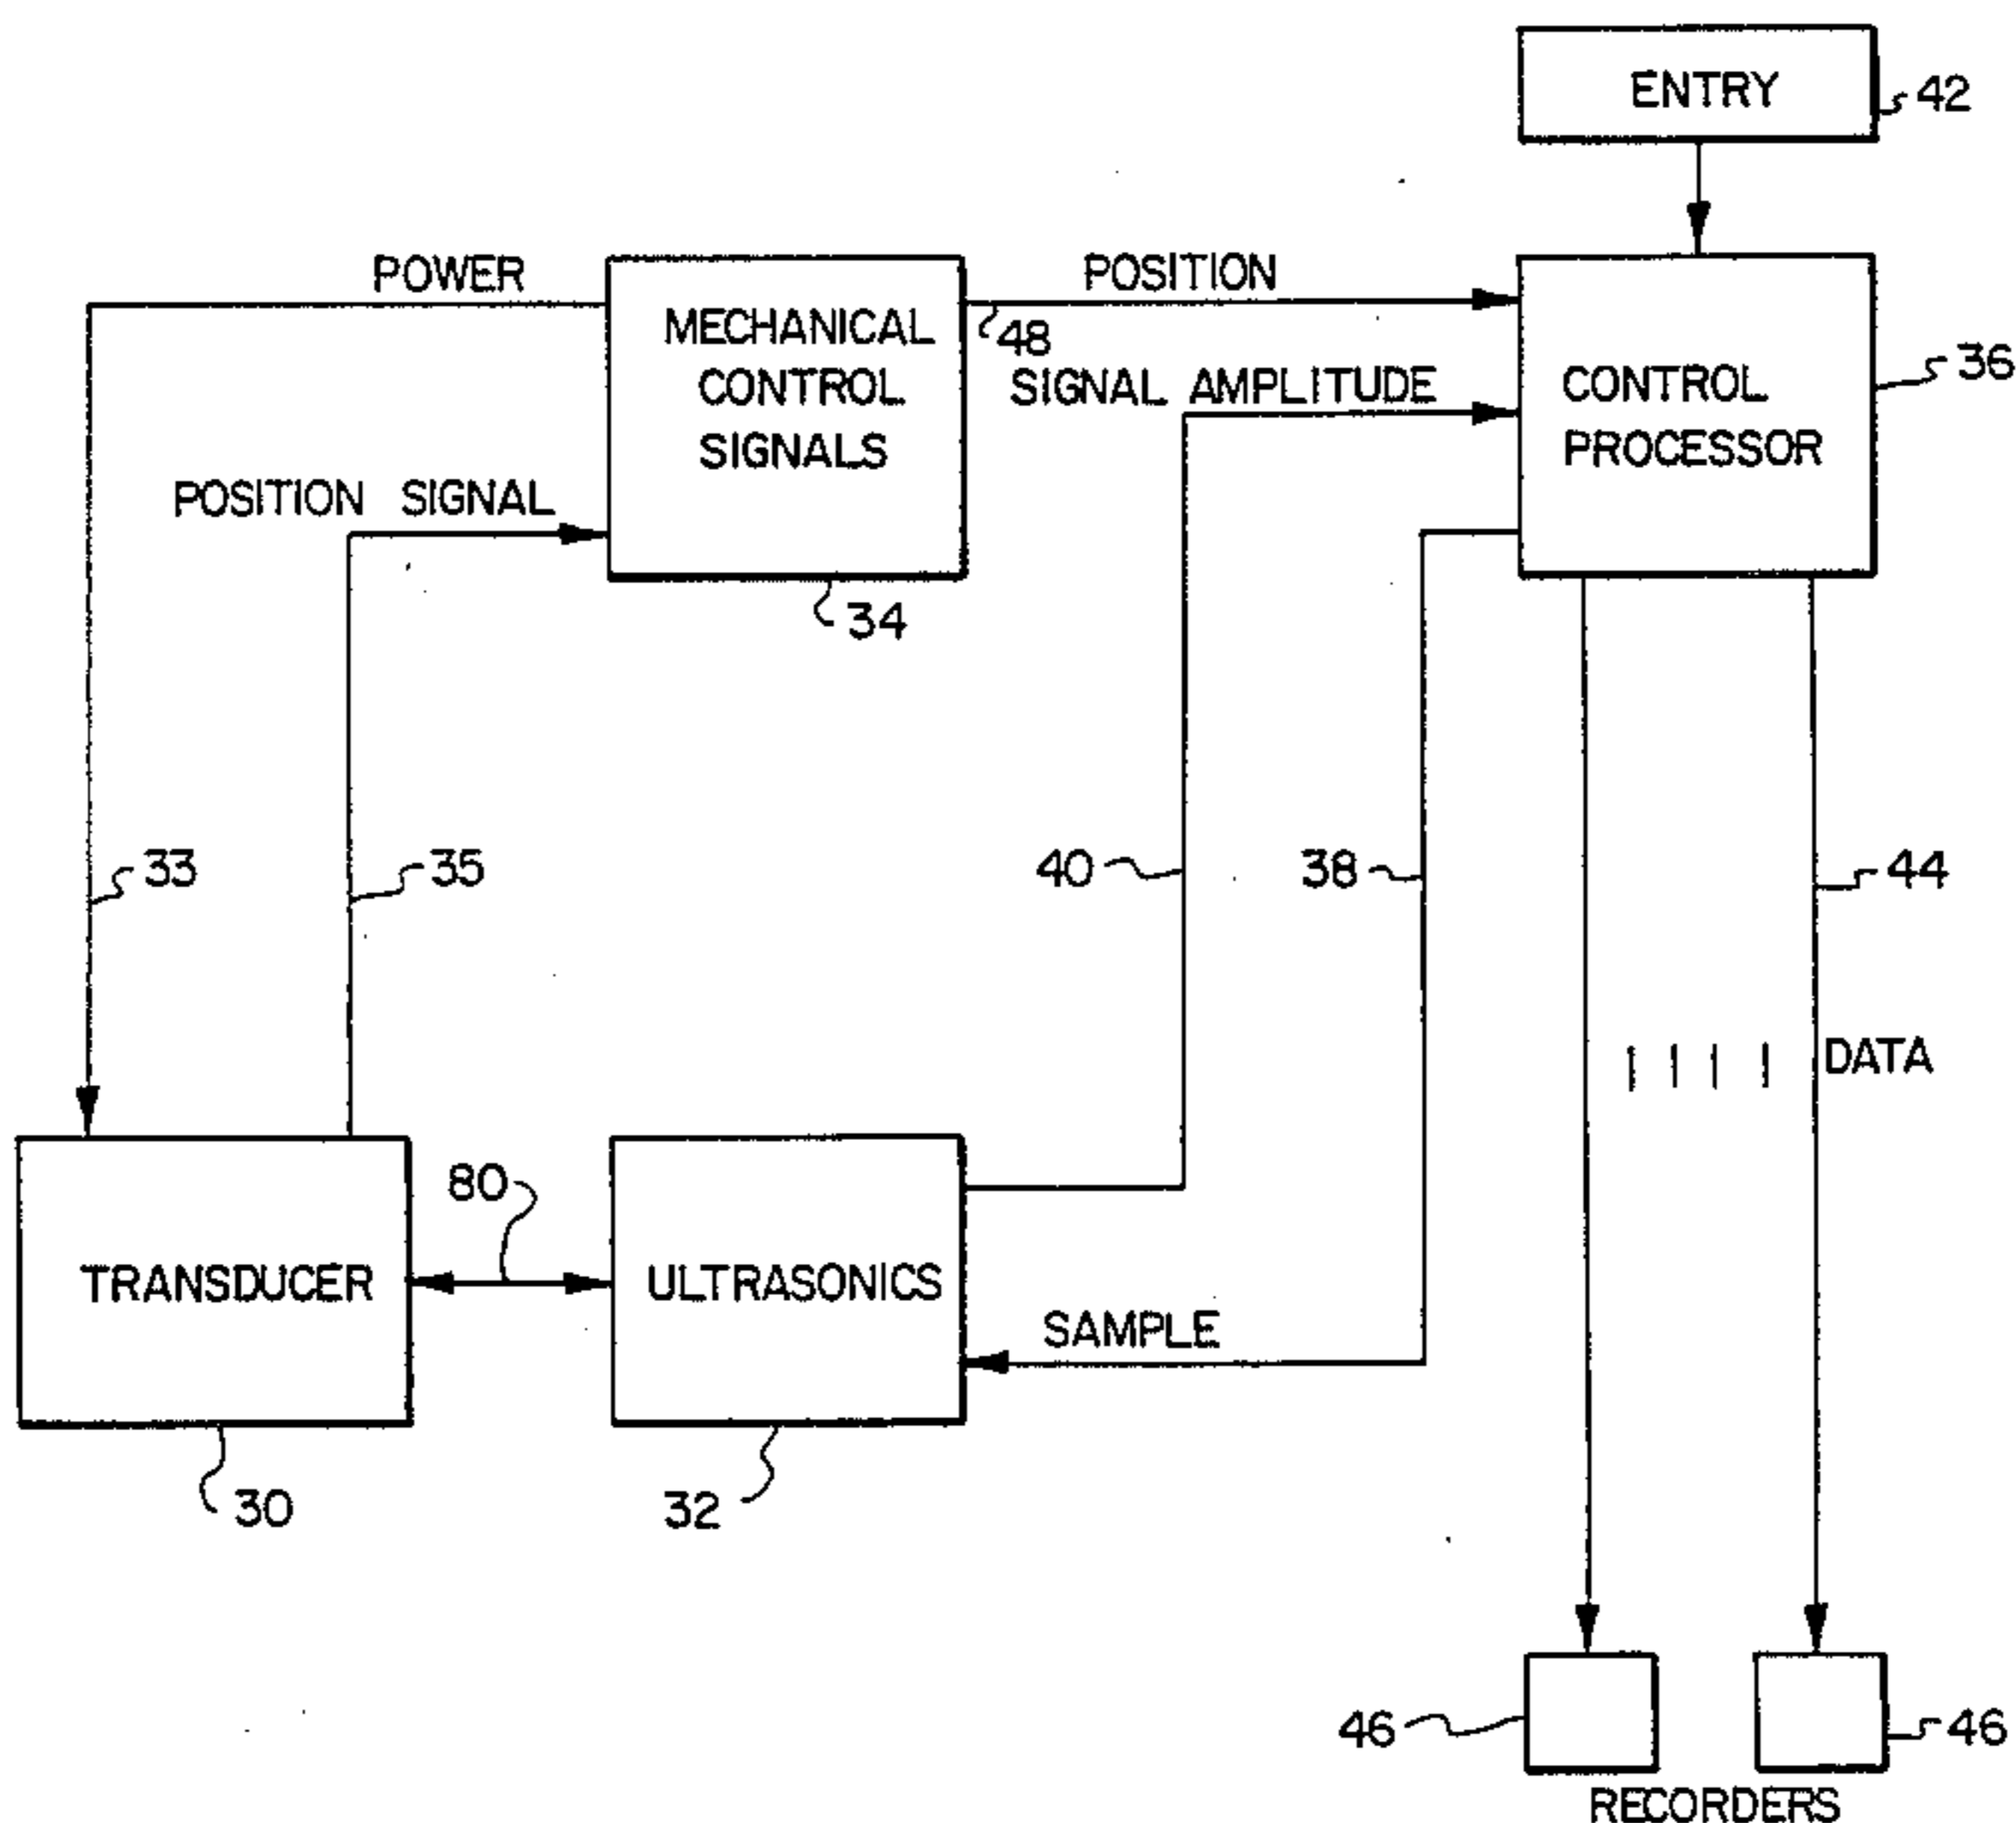 ENTRY
42
POWER
MECHANICAL
CONTROL
SIGNALS
POSITION
48
SIGNAL AMPLITUDE
CONTROL
PROCESSOR
36
POSITION SIGNAL
34
33
35
40
38
44
DATA
80
TRANSDUCER
ULTRASONICS
SAMPLE
30
32
46
46
RECORDERS